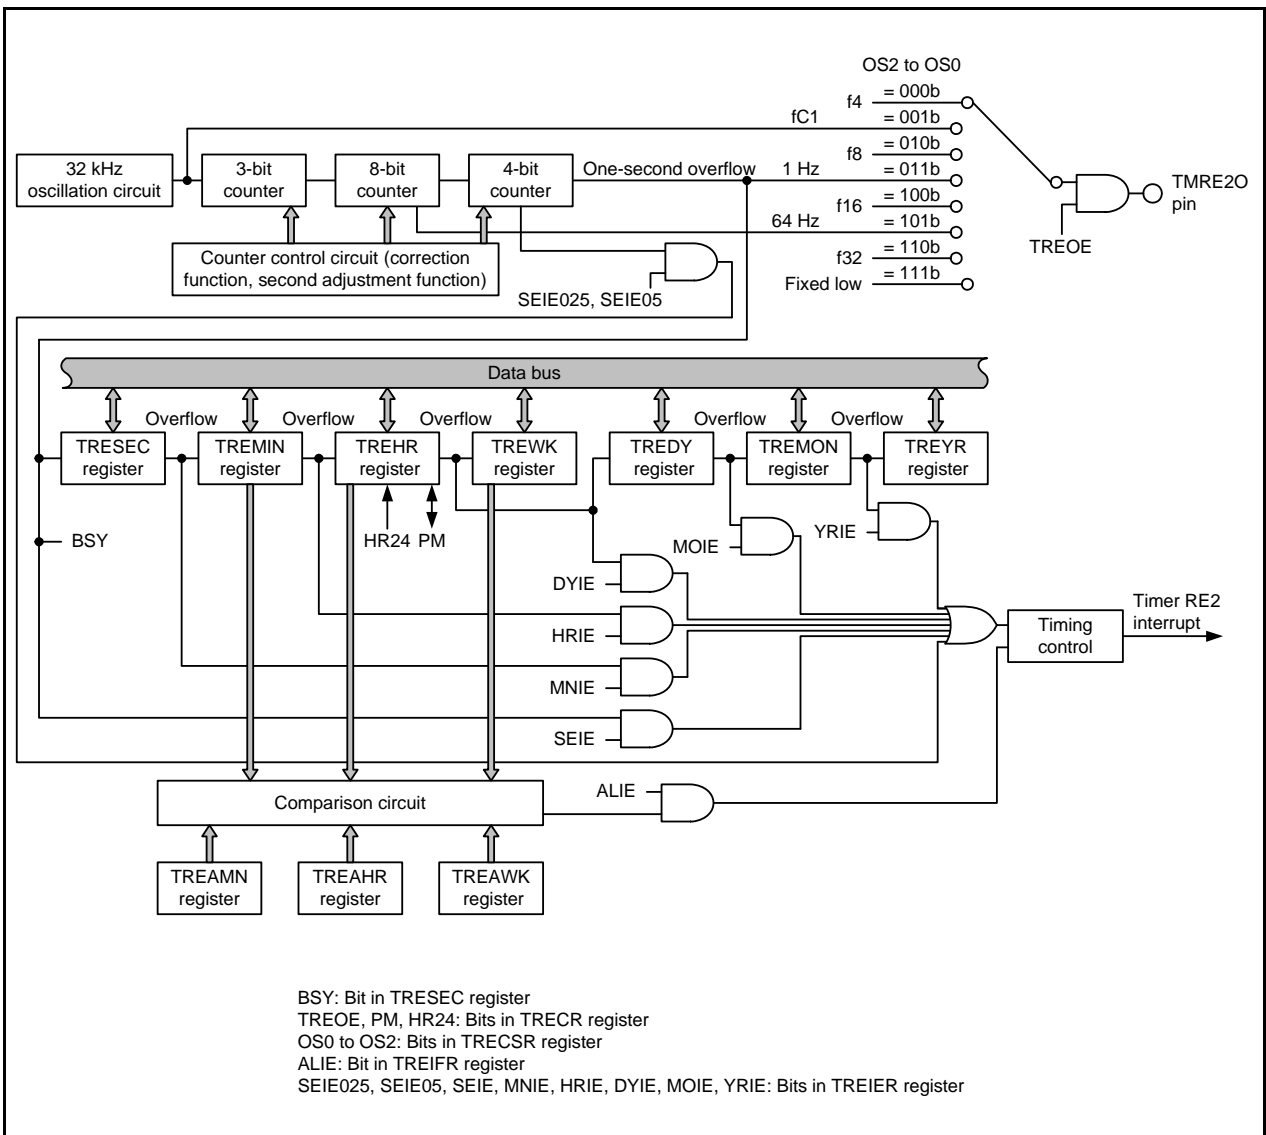 OS2 to OS0
f4
= 000b
fC1
= 001b
f8
= 010b
One-second overflow
1 Hz
= 011b
f16
= 100b
64 Hz
= 101b
f32
= 110b
Fixed low
= 111b
TMRE2O
pin
TREOE
32 kHz
oscillation circuit
3-bit
counter
8-bit
counter
4-bit
counter
Counter control circuit (correction
function, second adjustment function)
SEIE025, SEIE05
Data bus
Overflow
Overflow
Overflow
Overflow
Overflow
TRESEC
register
TREMIN
register
TREHR
register
TREWK
register
TREDY
register
TREMON
register
TREYR
register
BSY
HR24
PM
MOIE
YRIE
DYIE
HRIE
MNIE
SEIE
Timing
control
Timer RE2
interrupt
Comparison circuit
ALIE
TREAMN
register
TREAHR
register
TREAWK
register
BSY: Bit in TRESEC register
TREOE, PM, HR24: Bits in TRECR register
OS0 to OS2: Bits in TRECSR register
ALIE: Bit in TREIFR register
SEIE025, SEIE05, SEIE, MNIE, HRIE, DYIE, MOIE, YRIE: Bits in TREIER register